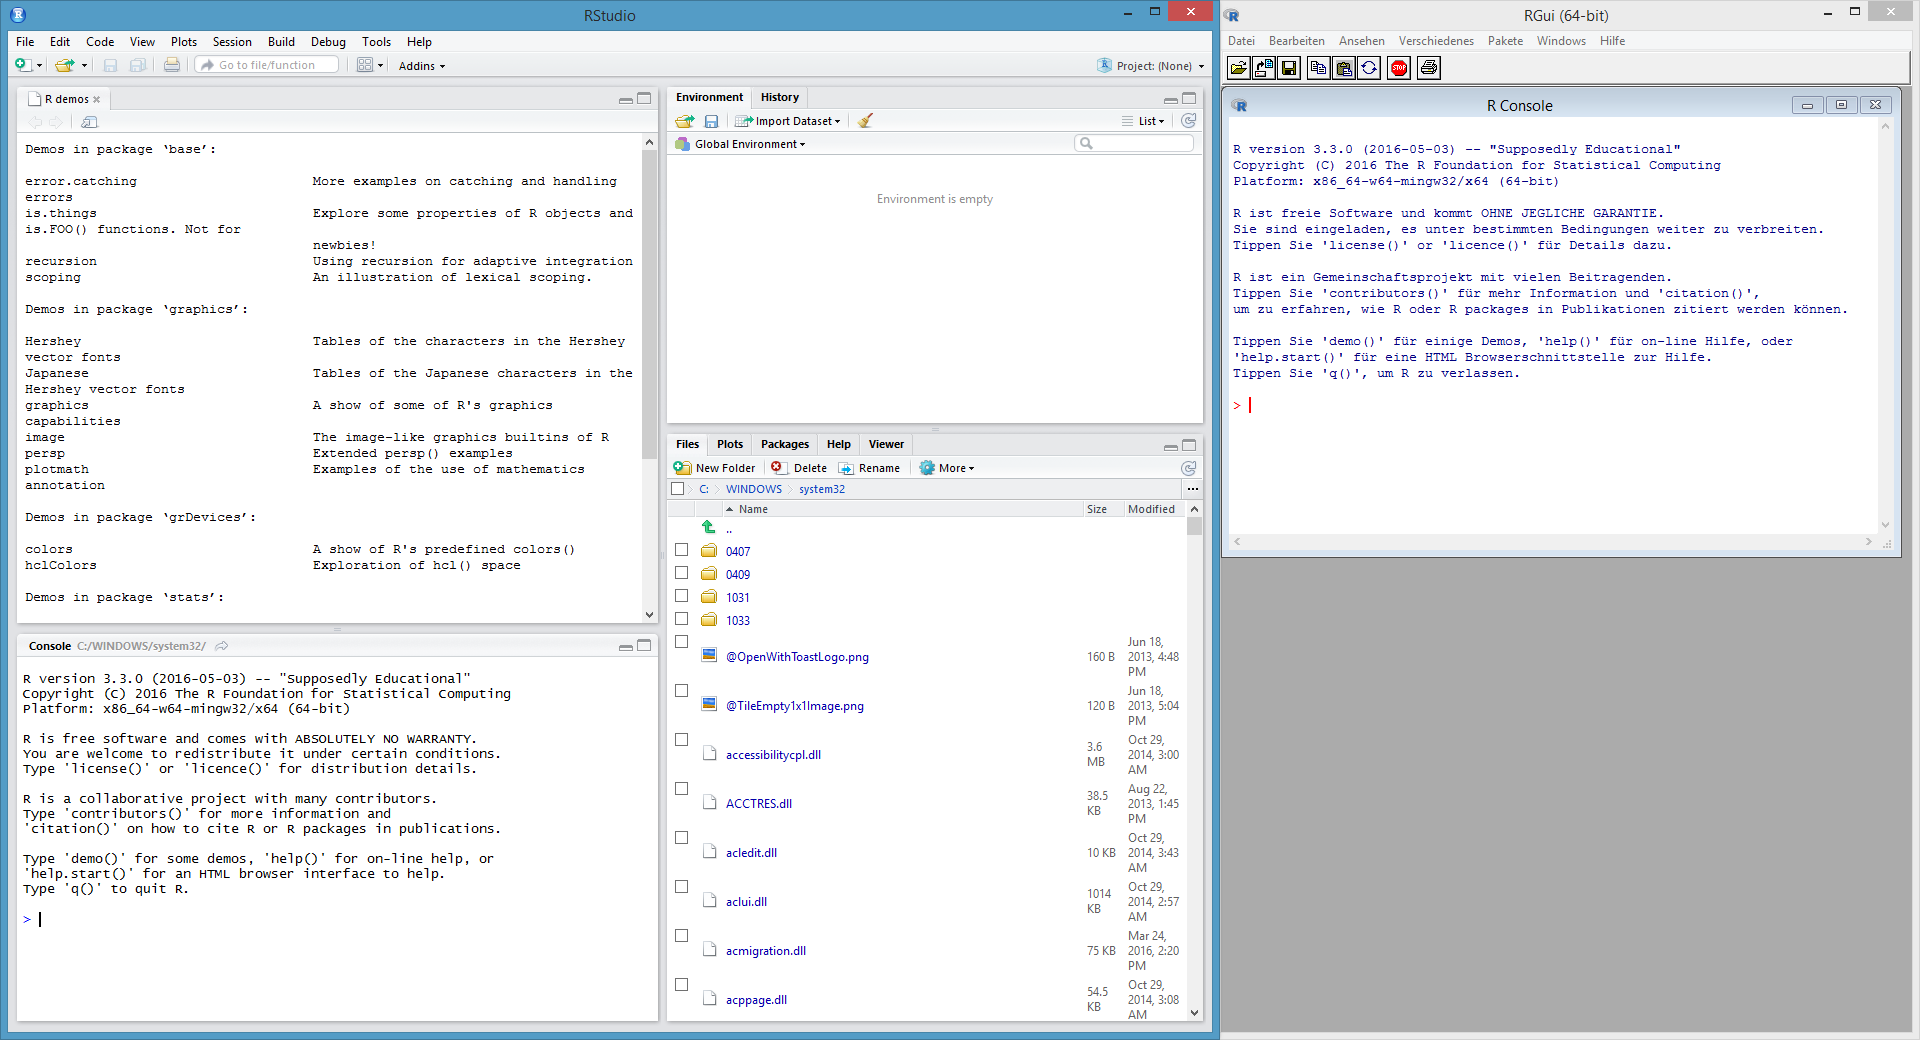 RStudio
File Edit Code View Plots Session Build Debug Tools Help
Go to file/function Addins Project: (None)
R demos
Demos in package ‘base’:
error.catching More examples on catching and handling
errors
is.things Explore some properties of R objects and
is.FOO() functions. Not for
newbies!
recursion Using recursion for adaptive integration
scoping An illustration of lexical scoping.
Demos in package ‘graphics’:
Hershey Tables of the characters in the Hershey
vector fonts
Japanese Tables of the Japanese characters in the
Hershey vector fonts
graphics A show of some of R's graphics
capabilities
image The image-like graphics builtins of R
persp Extended persp() examples
plotmath Examples of the use of mathematics
annotation
Demos in package ‘grDevices’:
colors A show of R's predefined colors()
hclColors Exploration of hcl() space
Demos in package ‘stats’:
Console C:/WINDOWS/system32/
R version 3.3.0 (2016-05-03) -- "Supposedly Educational"
Copyright (C) 2016 The R Foundation for Statistical Computing
Platform: x86_64-w64-mingw32/x64 (64-bit)
R is free software and comes with ABSOLUTELY NO WARRANTY.
You are welcome to redistribute it under certain conditions.
Type 'license()' or 'licence()' for distribution details.
R is a collaborative project with many contributors.
Type 'contributors()' for more information and
'citation()' on how to cite R or R packages in publications.
Type 'demo()' for some demos, 'help()' for on-line help, or
'help.start()' for an HTML browser interface to help.
Type 'q()' to quit R.
>
Environment History
Import Dataset List
Global Environment
Environment is empty
Files Plots Packages Help Viewer
New Folder Delete Rename More
C: WINDOWS system32 ...
Name Size Modified
..
0407
0409
1031
1033
@OpenWithToastLogo.png 160 B Jun 18, 2013, 4:48 PM
@TileEmpty1x1Image.png 120 B Jun 18, 2013, 5:04 PM
accessibilitycpl.dll 3.6 MB Oct 29, 2014, 3:00 AM
ACCTRES.dll 38.5 KB Aug 22, 2013, 1:45 PM
acledit.dll 10 KB Oct 29, 2014, 3:43 AM
aclui.dll 1014 KB Oct 29, 2014, 2:57 AM
acmigration.dll 75 KB Mar 24, 2016, 2:20 PM
acppage.dll 54.5 KB Oct 29, 2014, 3:08 AM
RGui (64-bit)
Datei Bearbeiten Ansehen Verschiedenes Pakete Windows Hilfe
STOP
R Console
R version 3.3.0 (2016-05-03) -- "Supposedly Educational"
Copyright (C) 2016 The R Foundation for Statistical Computing
Platform: x86_64-w64-mingw32/x64 (64-bit)
R ist freie Software und kommt OHNE JEGLICHE GARANTIE.
Sie sind eingeladen, es unter bestimmten Bedingungen weiter zu verbreiten.
Tippen Sie 'license()' or 'licence()' für Details dazu.
R ist ein Gemeinschaftsprojekt mit vielen Beitragenden.
Tippen Sie 'contributors()' für mehr Information und 'citation()',
um zu erfahren, wie R oder R packages in Publikationen zitiert werden können.
Tippen Sie 'demo()' für einige Demos, 'help()' für on-line Hilfe, oder
'help.start()' für eine HTML Browserschnittstelle zur Hilfe.
Tippen Sie 'q()', um R zu verlassen.
>